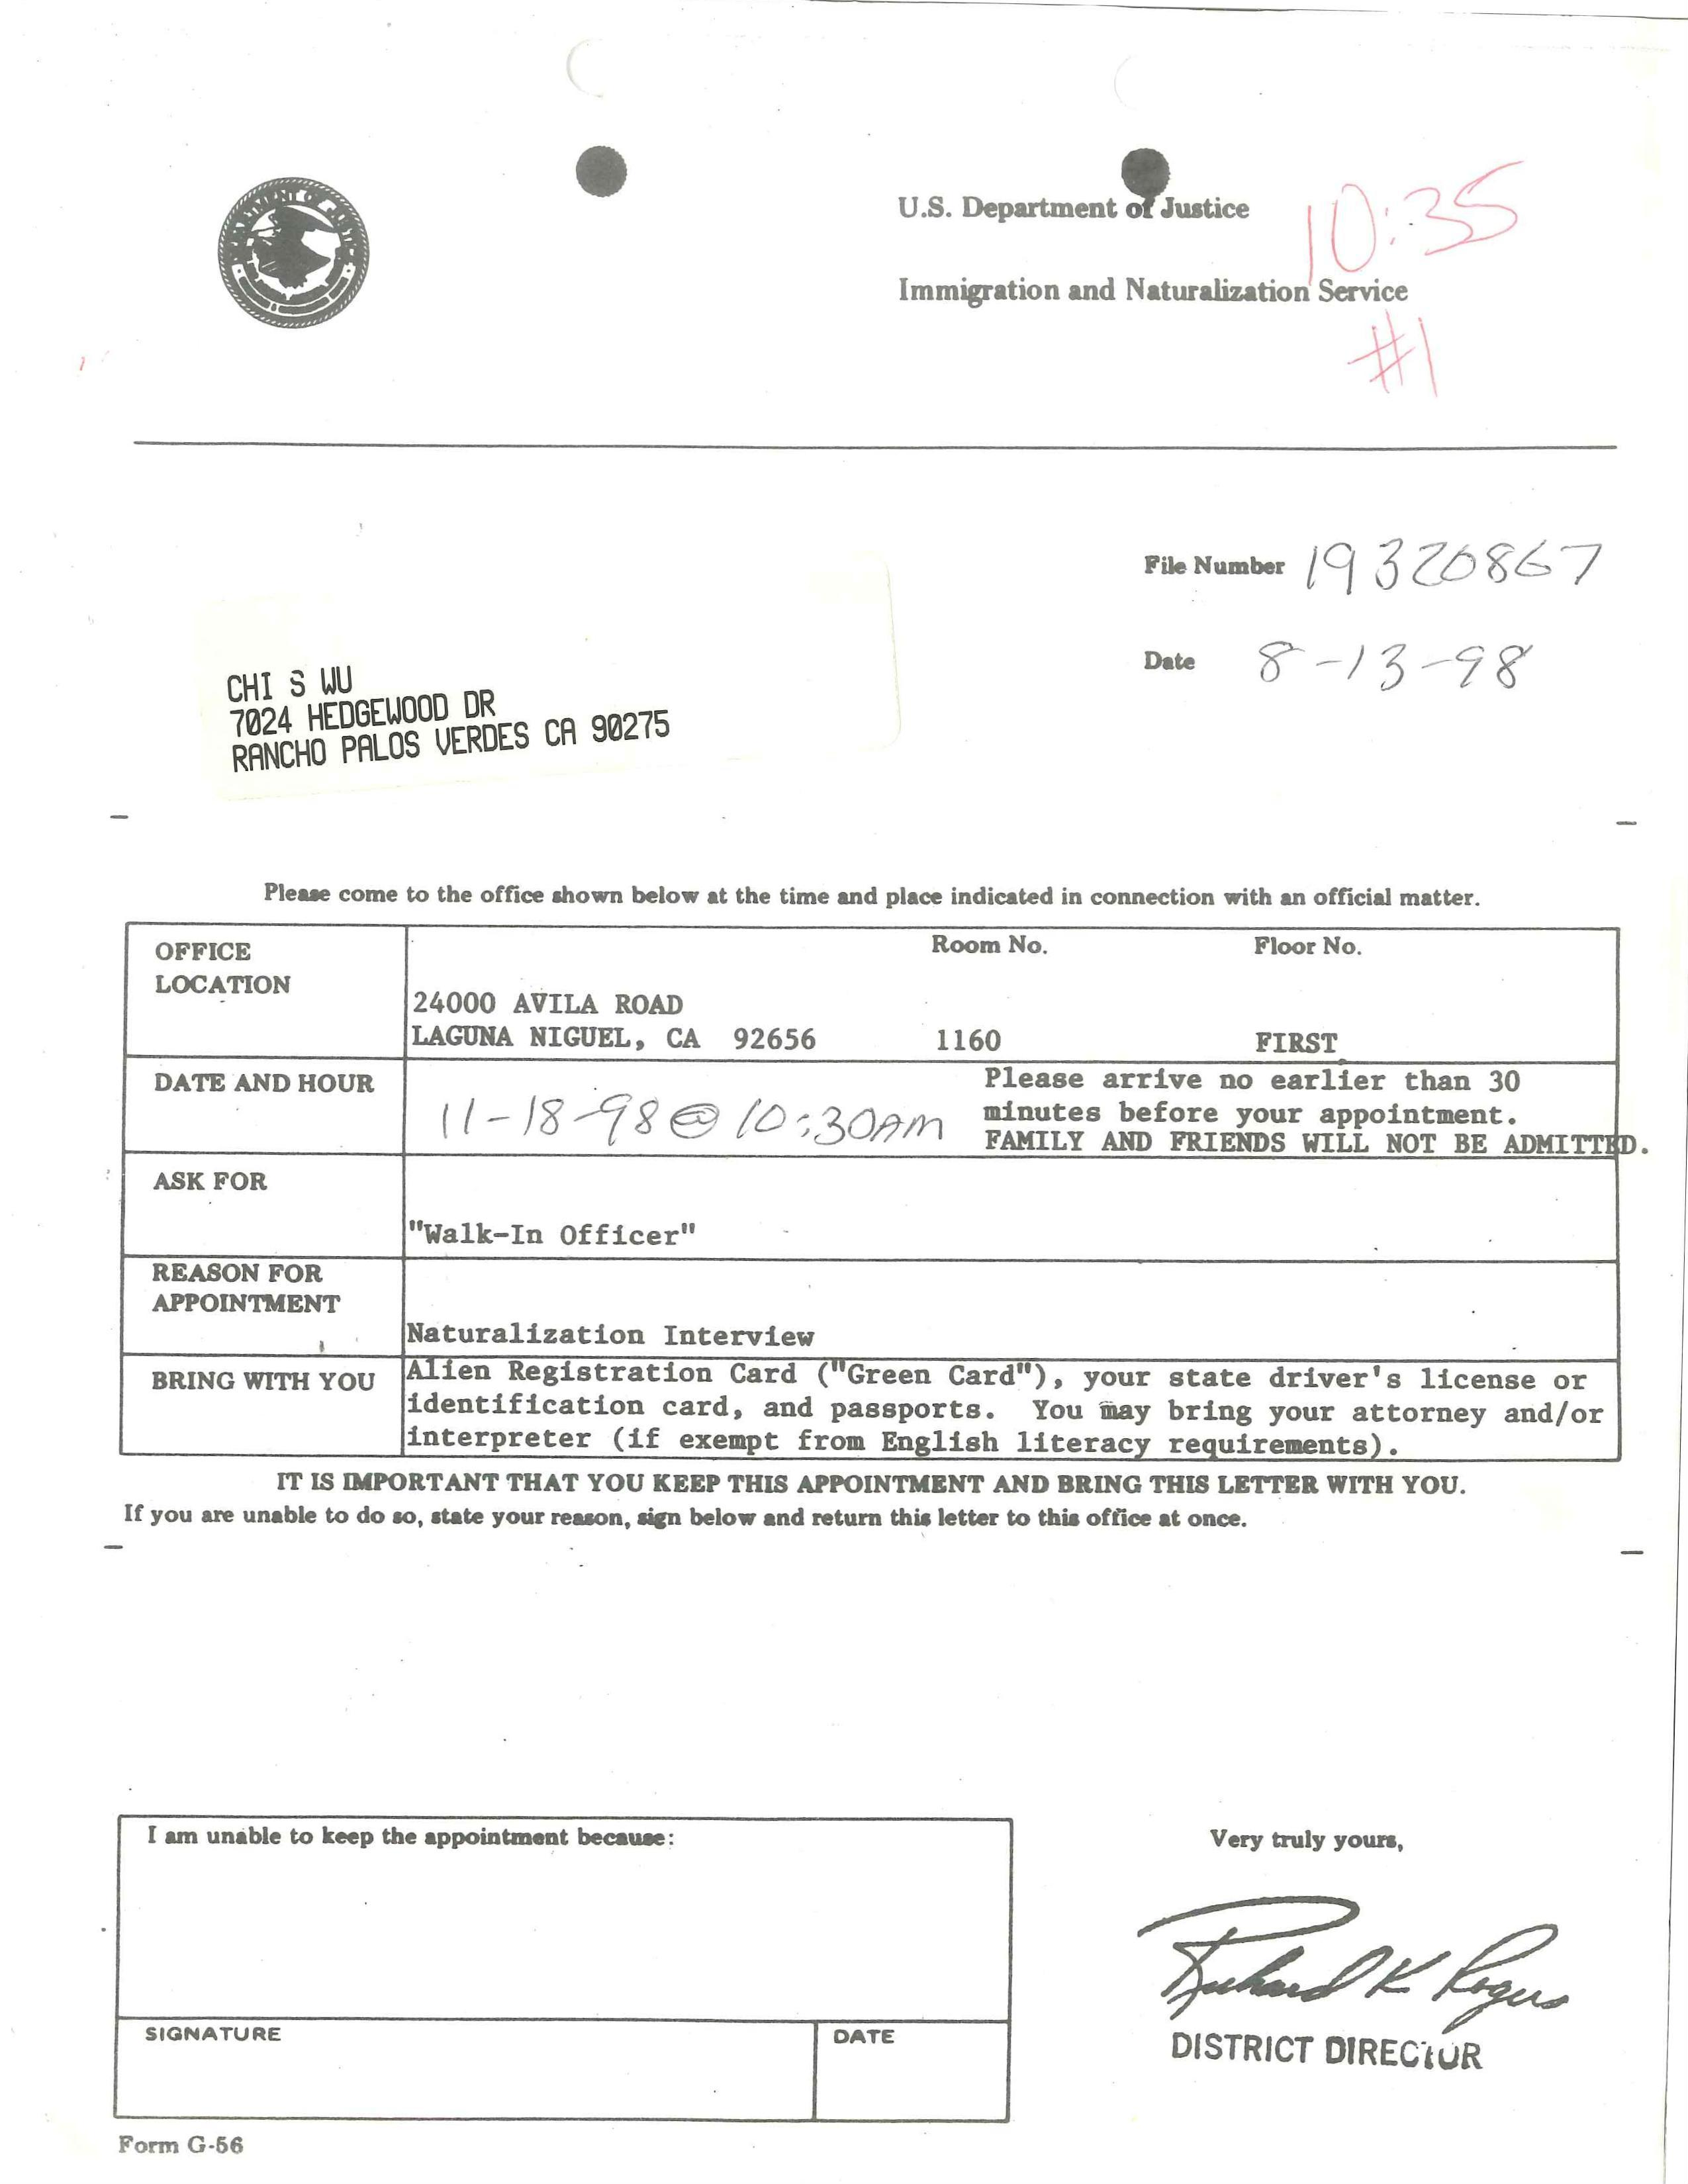 U.S. Department of Justice
10:35
Immigration and Naturalization Service
#1
File Number 19320867
Date 8-13-98
CHI S WU
7024 HEDGEWOOD DR
RANCHO PALOS VERDES CA 90275
Please come to the office shown below at the time and place indicated in connection with an official matter.
OFFICE LOCATION
Room No.
Floor No.
24000 AVILA ROAD
LAGUNA NIGUEL, CA 92656
1160
FIRST
DATE AND HOUR
11-18-98 @ 10:30AM
Please arrive no earlier than 30
minutes before your appointment.
FAMILY AND FRIENDS WILL NOT BE ADMITTED.
ASK FOR
"Walk-In Officer"
REASON FOR
APPOINTMENT
Naturalization Interview
BRING WITH YOU
Alien Registration Card ("Green Card"), your state driver's license or
identification card, and passports. You may bring your attorney and/or
interpreter (if exempt from English literacy requirements).
IT IS IMPORTANT THAT YOU KEEP THIS APPOINTMENT AND BRING THIS LETTER WITH YOU.
If you are unable to do so, state your reason, sign below and return this letter to this office at once.
I am unable to keep the appointment because:
Very truly yours,
Richard K Rogers
SIGNATURE
DATE
DISTRICT DIRECTOR
Form G-56